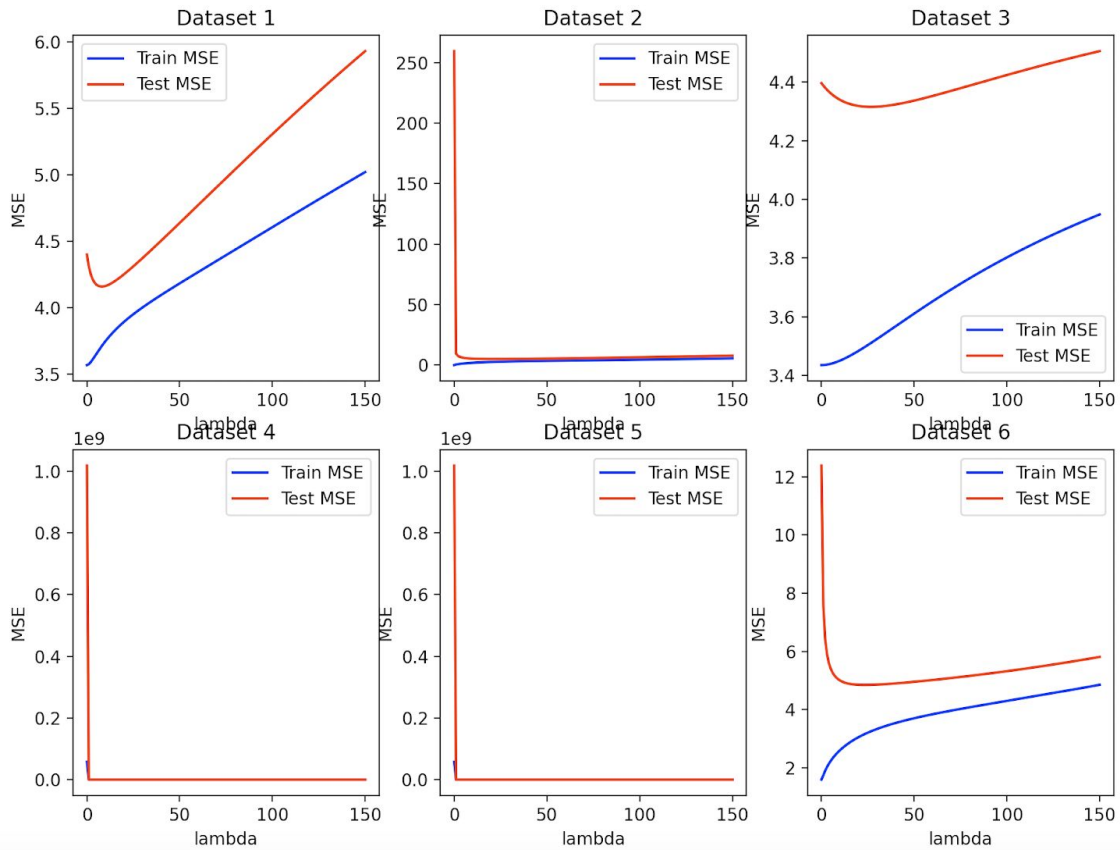 Dataset 1
6.0
5.5
5.0
4.5
4.0
3.5
MSE
Train MSE
Test MSE
0
50
100
150
lambda
Dataset 2
250
200
150
100
50
0
MSE
Train MSE
Test MSE
0
50
100
150
lambda
Dataset 3
4.4
4.2
4.0
3.8
3.6
3.4
MSE
Train MSE
Test MSE
0
50
100
150
lambda
Dataset 4
1e9
1.0
0.8
0.6
0.4
0.2
0.0
MSE
Train MSE
Test MSE
0
50
100
150
lambda
Dataset 5
1e9
1.0
0.8
0.6
0.4
0.2
0.0
MSE
Train MSE
Test MSE
0
50
100
150
lambda
Dataset 6
12
10
8
6
4
2
MSE
Train MSE
Test MSE
0
50
100
150
lambda